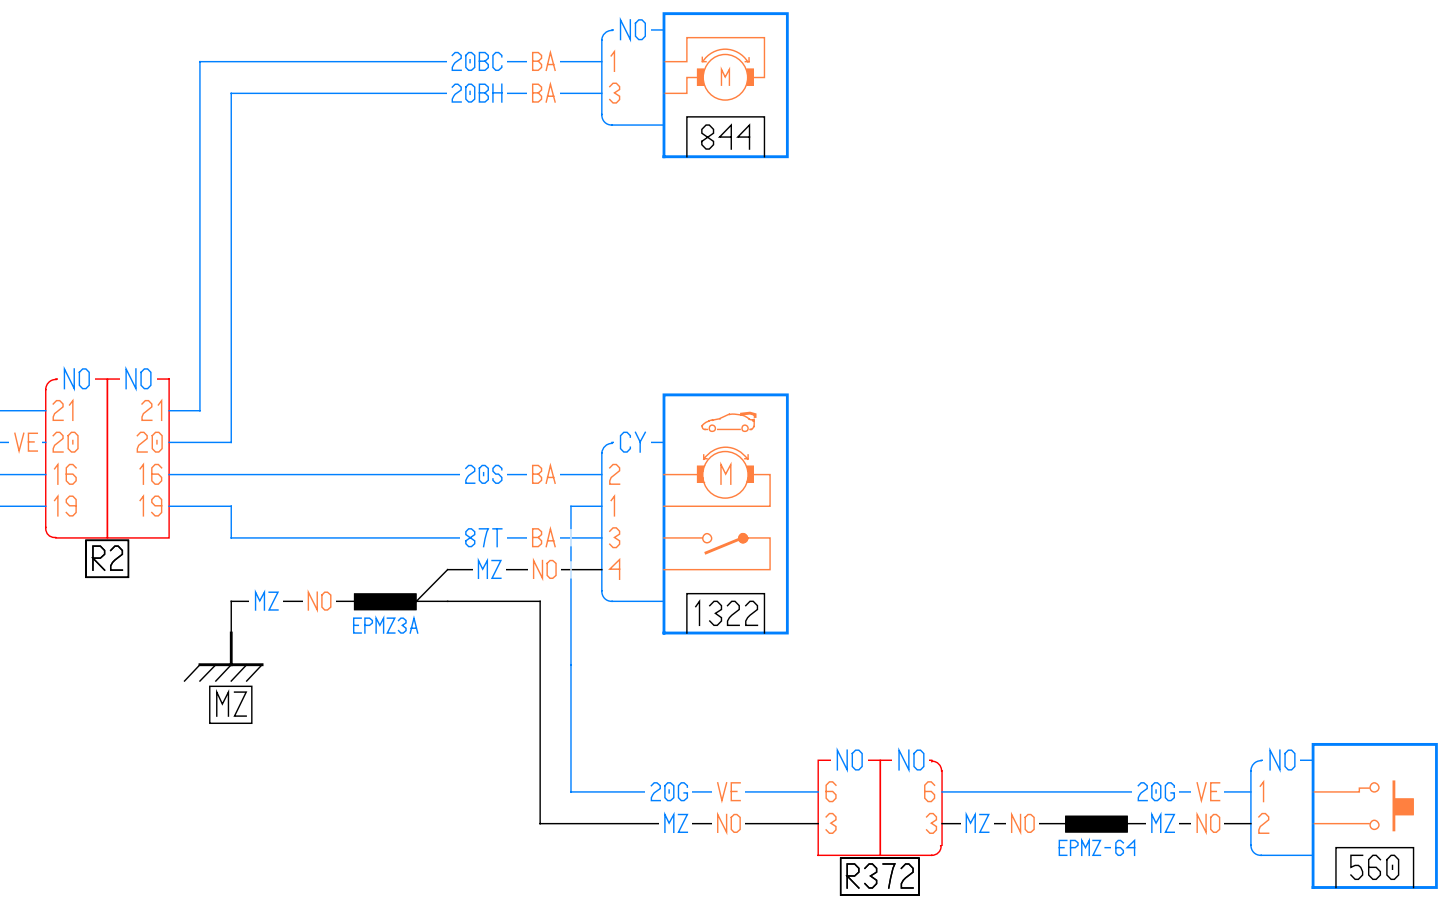 NO
20BC BA 1
M
20BH BA 3
844
NO NO
21 21
VE 20 20
16 16
19 19
R2
CY
20S BA 2
M
1
87T BA 3
MZ NO 4
1322
MZ NO
EPMZ3A
MZ
NO NO NO
20G VE 6 6 20G VE 1
MZ NO 3 3 MZ NO MZ NO 2
EPMZ-64
R372
560